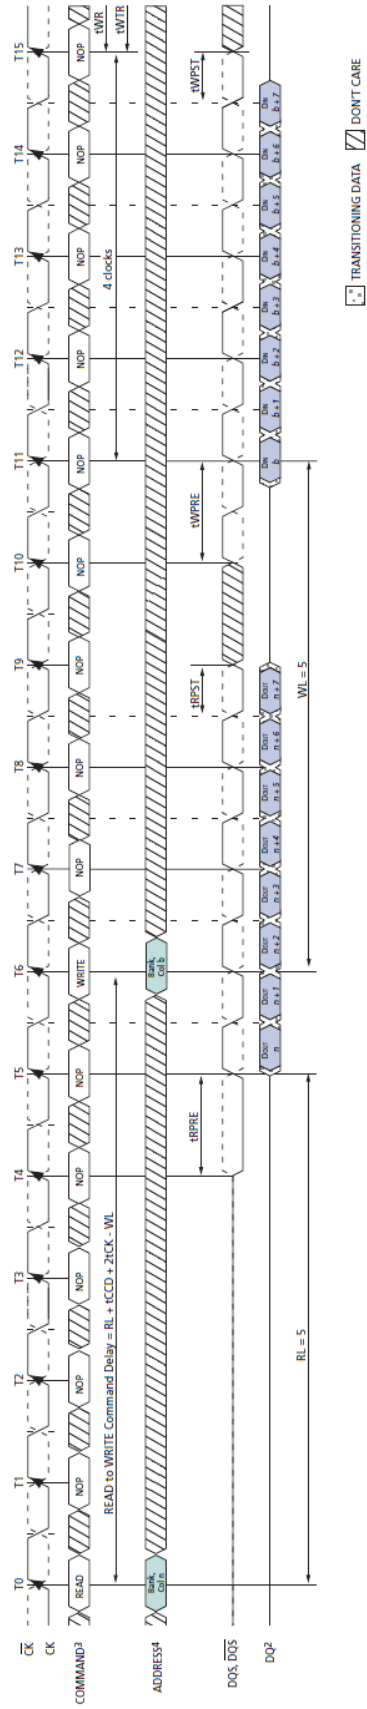 T0 T1 T2 T3 T4 T5 T6 T7 T8 T9 T10 T11 T12 T13 T14 T15
CK
CK
COMMAND3 READ NOP NOP NOP NOP NOP WRITE NOP NOP NOP NOP NOP NOP NOP NOP NOP
READ to WRITE Command Delay = RL + tCCD + 2tCK - WL
4 clocks
tWR
tWTR
ADDRESS4
Bank,
Col n
Bank,
Col b
tRPRE tRPST tWPRE tWPST
DQS, DQS
DQ2
DOUT n DOUT n + 1 DOUT n + 2 DOUT n + 3 DOUT n + 4 DOUT n + 5 DOUT n + 6 DOUT n + 7
DIN b DIN b + 1 DIN b + 2 DIN b + 3 DIN b + 4 DIN b + 5 DIN b + 6 DIN b + 7
RL = 5 WL = 5
TRANSITIONING DATA DON'T CARE